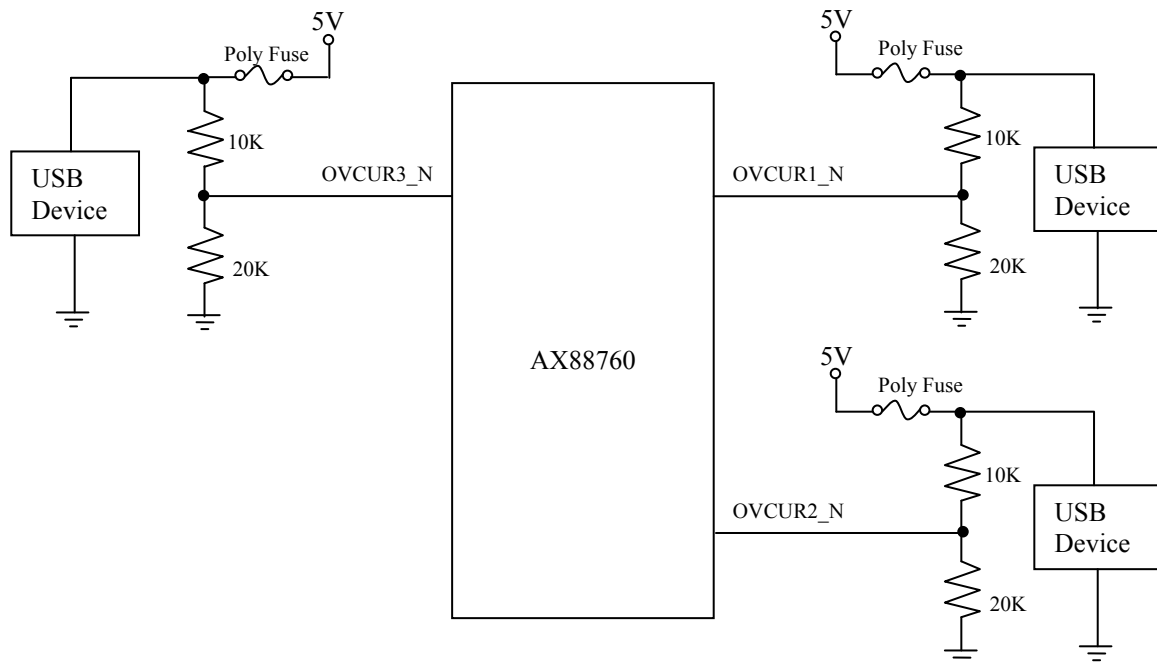 5V
Poly Fuse
10K
USB
Device
OVCUR3_N
20K
AX88760
5V
Poly Fuse
10K
OVCUR1_N
USB
Device
20K
5V
Poly Fuse
10K
OVCUR2_N
USB
Device
20K